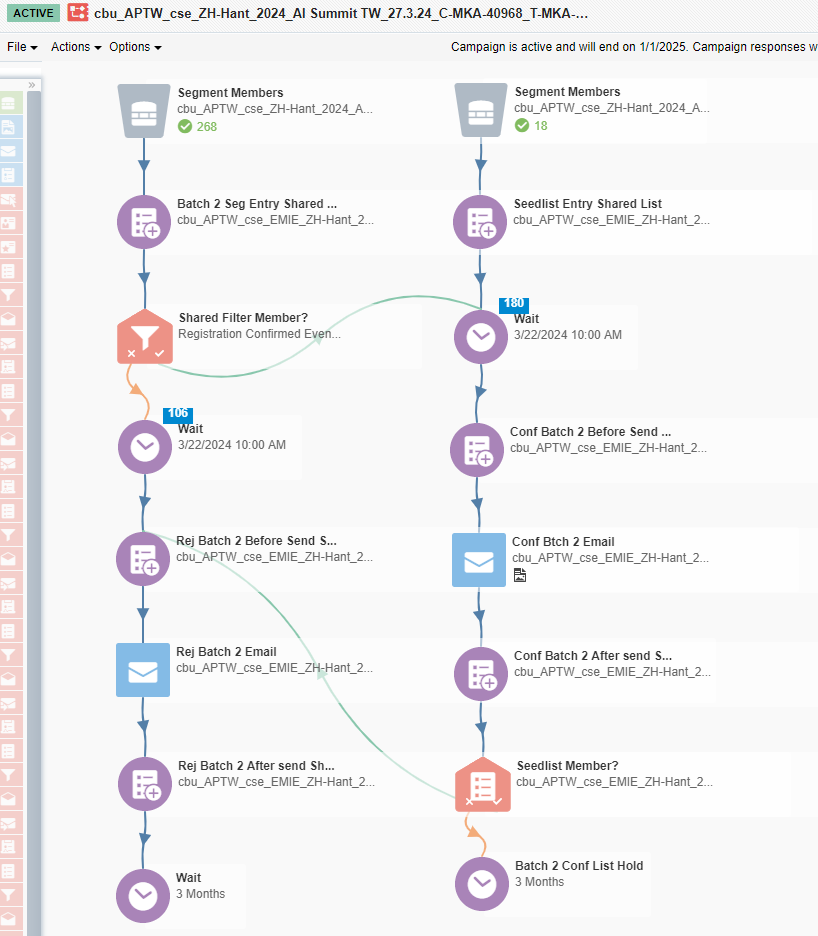 ACTIVE cbu_APTW_cse_ZH-Hant_2024_AI Summit TW_27.3.24_C-MKA-40968_T-MKA-...
File Actions Options Campaign is active and will end on 1/1/2025. Campaign responses w
»
Segment Members
cbu_APTW_cse_ZH-Hant_2024_A...
268
Segment Members
cbu_APTW_cse_ZH-Hant_2024_A...
18
Batch 2 Seg Entry Shared ...
cbu_APTW_cse_EMIE_ZH-Hant_2...
Seedlist Entry Shared List
cbu_APTW_cse_EMIE_ZH-Hant_2...
Shared Filter Member?
Registration Confirmed Even...
180
Wait
3/22/2024 10:00 AM
106
Wait
3/22/2024 10:00 AM
Conf Batch 2 Before Send ...
cbu_APTW_cse_EMIE_ZH-Hant_2...
Rej Batch 2 Before Send S...
cbu_APTW_cse_EMIE_ZH-Hant_2...
Conf Btch 2 Email
cbu_APTW_cse_EMIE_ZH-Hant_2...
Rej Batch 2 Email
cbu_APTW_cse_EMIE_ZH-Hant_2...
Conf Batch 2 After send S...
cbu_APTW_cse_EMIE_ZH-Hant_2...
Rej Batch 2 After send Sh...
cbu_APTW_cse_EMIE_ZH-Hant_2...
Seedlist Member?
cbu_APTW_cse_EMIE_ZH-Hant_2...
Wait
3 Months
Batch 2 Conf List Hold
3 Months